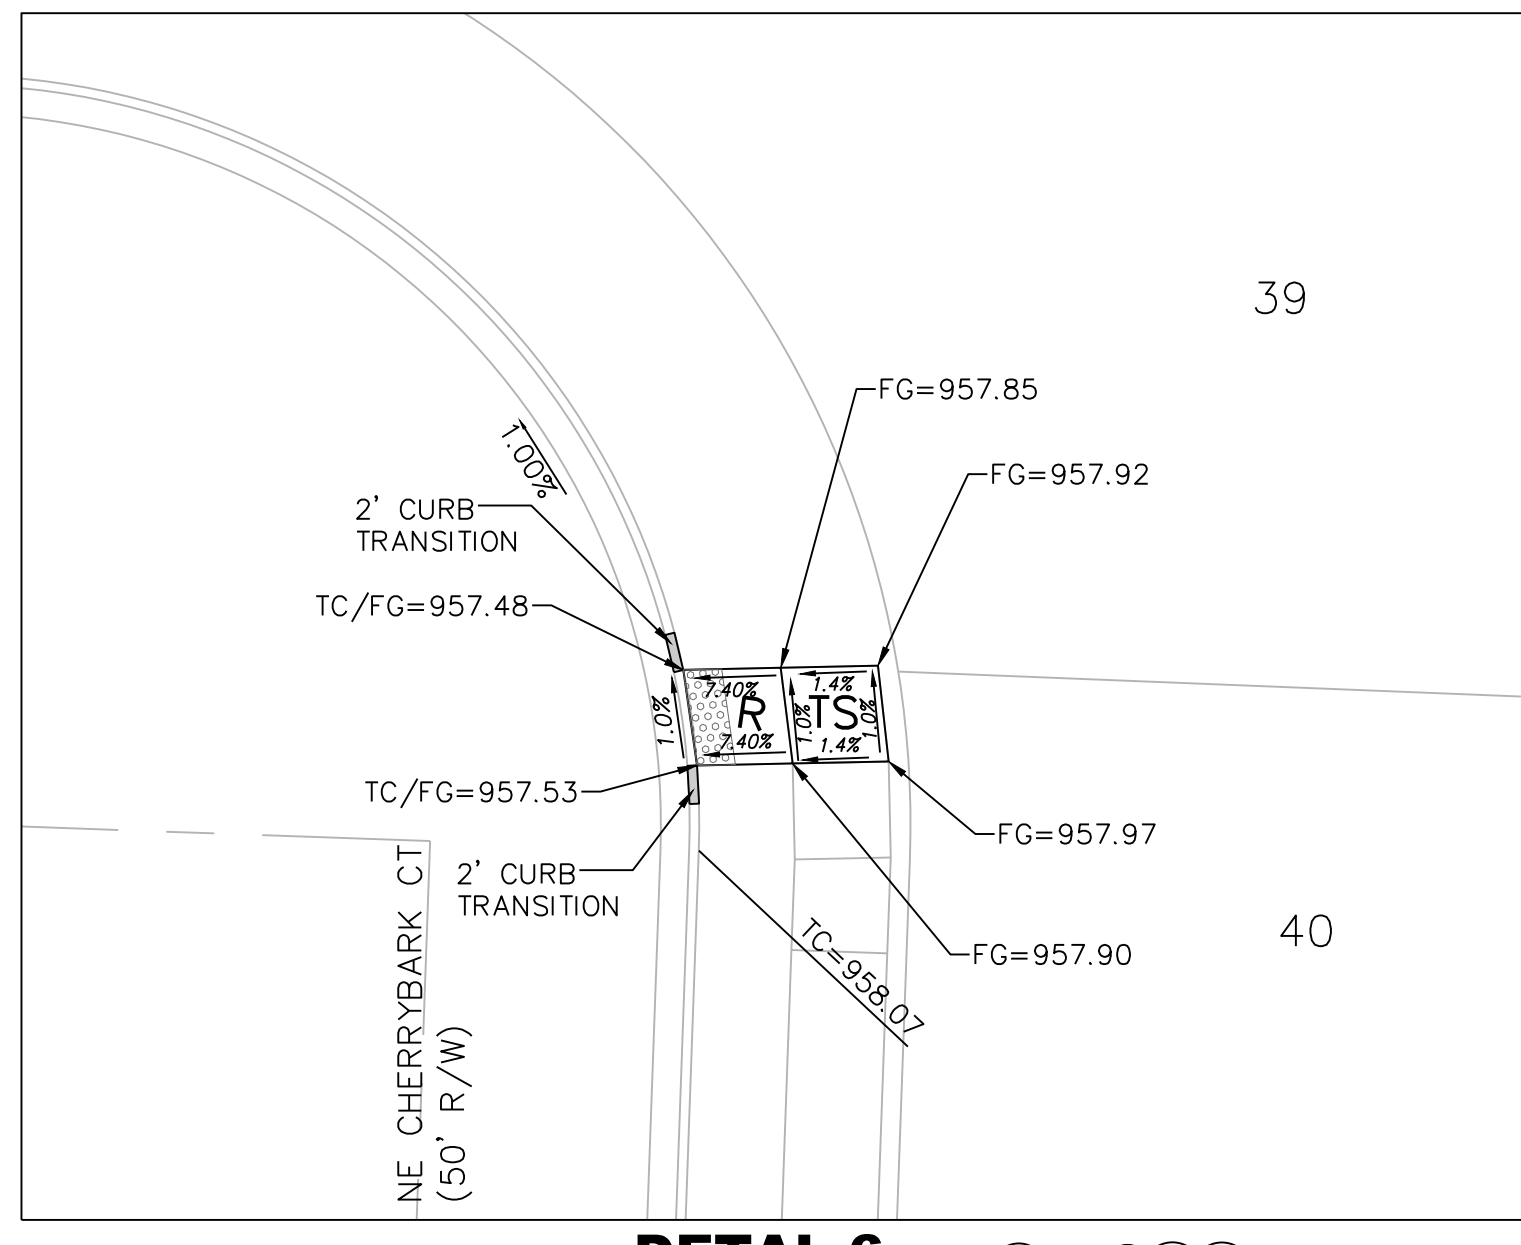 39
FG=957.85
FG=957.92
1.00%
2' CURB
TRANSITION
TC/FG=957.48
7.40%
1.4%
1.0%
R
1.0%
TS
1.0%
7.40%
1.4%
TC/FG=957.53
FG=957.97
2' CURB
TRANSITION
40
FG=957.90
TC=958.07
NE CHERRYBARK CT
(50' R/W)